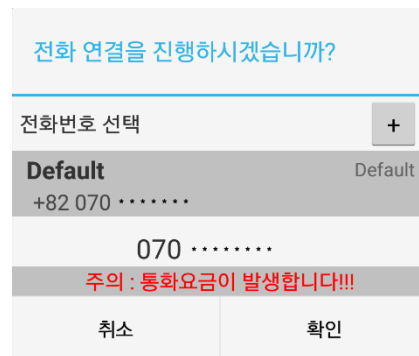 전화 연결을 진행하시겠습니까?
전화번호 선택 +
Default Default
+82 070 ·······
070 ········
주의 : 통화요금이 발생합니다!!!
취소 확인